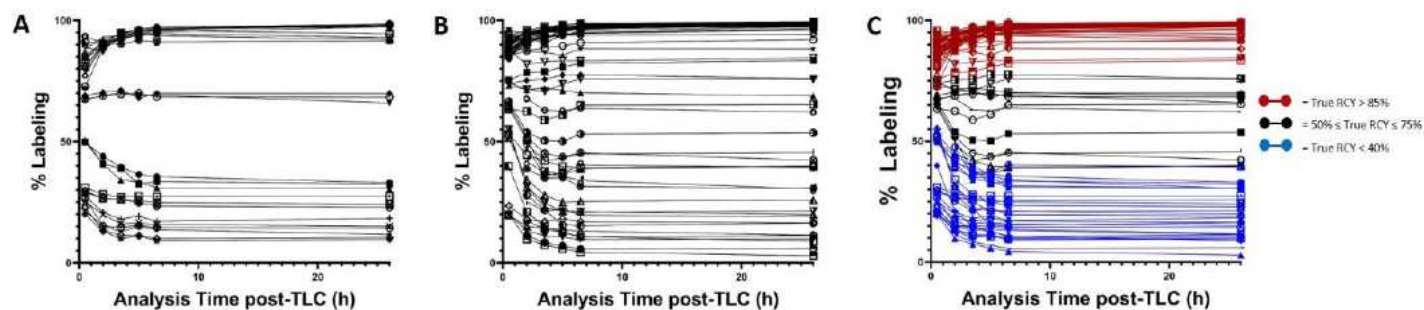 A
B
C
100
50
0
% Labeling
0
10
20
Analysis Time post-TLC (h)
100
50
0
% Labeling
0
10
20
Analysis Time post-TLC (h)
100
50
0
% Labeling
0
10
20
Analysis Time post-TLC (h)
= True RCY > 85%
= 50% ≤ True RCY ≤ 75%
= True RCY < 40%